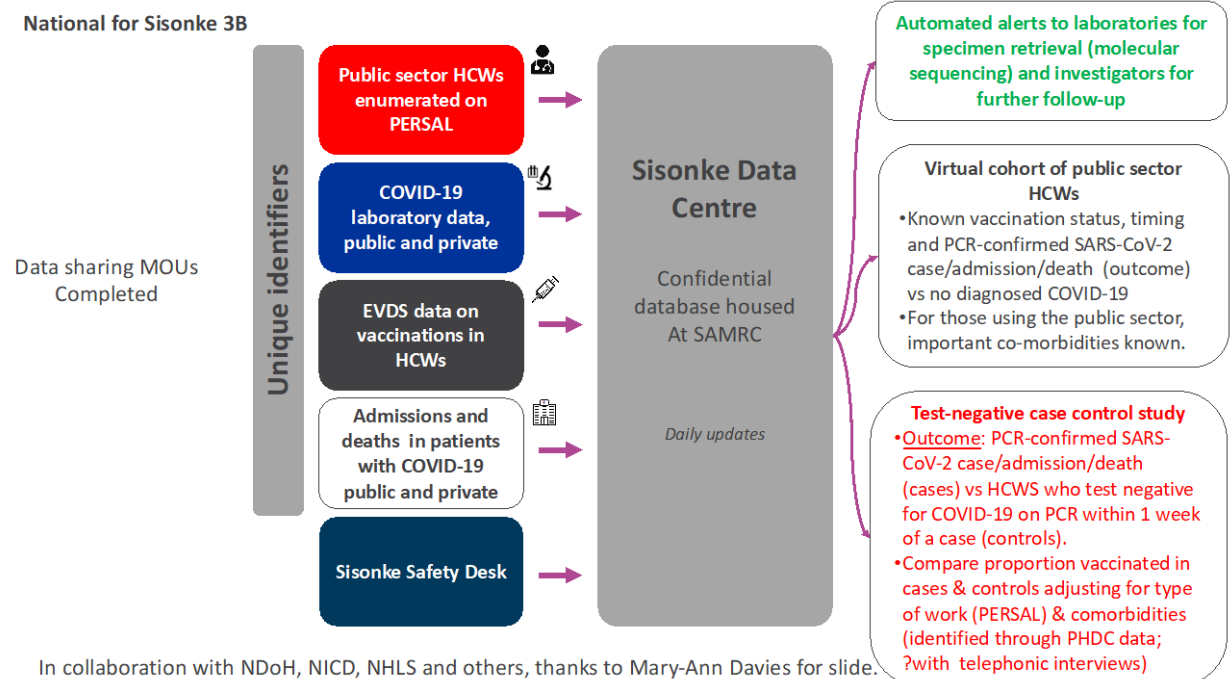 National for Sisonke 3B
Data sharing MOUs
Completed
Unique identifiers
Public sector HCWs
enumerated on
PERSAL
COVID-19
laboratory data,
public and private
EVDS data on
vaccinations in
HCWs
Admissions and
deaths in patients
with COVID-19
public and private
Sisonke Safety Desk
Sisonke Data
Centre
Confidential
database housed
At SAMRC
Daily updates
Automated alerts to laboratories for
specimen retrieval (molecular
sequencing) and investigators for
further follow-up
Virtual cohort of public sector
HCWs
•Known vaccination status, timing
and PCR-confirmed SARS-CoV-2
case/admission/death (outcome)
vs no diagnosed COVID-19
•For those using the public sector,
important co-morbidities known.
Test-negative case control study
•Outcome: PCR-confirmed SARS-
CoV-2 case/admission/death
(cases) vs HCWS who test negative
for COVID-19 on PCR within 1 week
of a case (controls).
•Compare proportion vaccinated in
cases & controls adjusting for type
of work (PERSAL) & comorbidities
(identified through PHDC data;
?with telephonic interviews)
In collaboration with NDoH, NICD, NHLS and others, thanks to Mary-Ann Davies for slide.